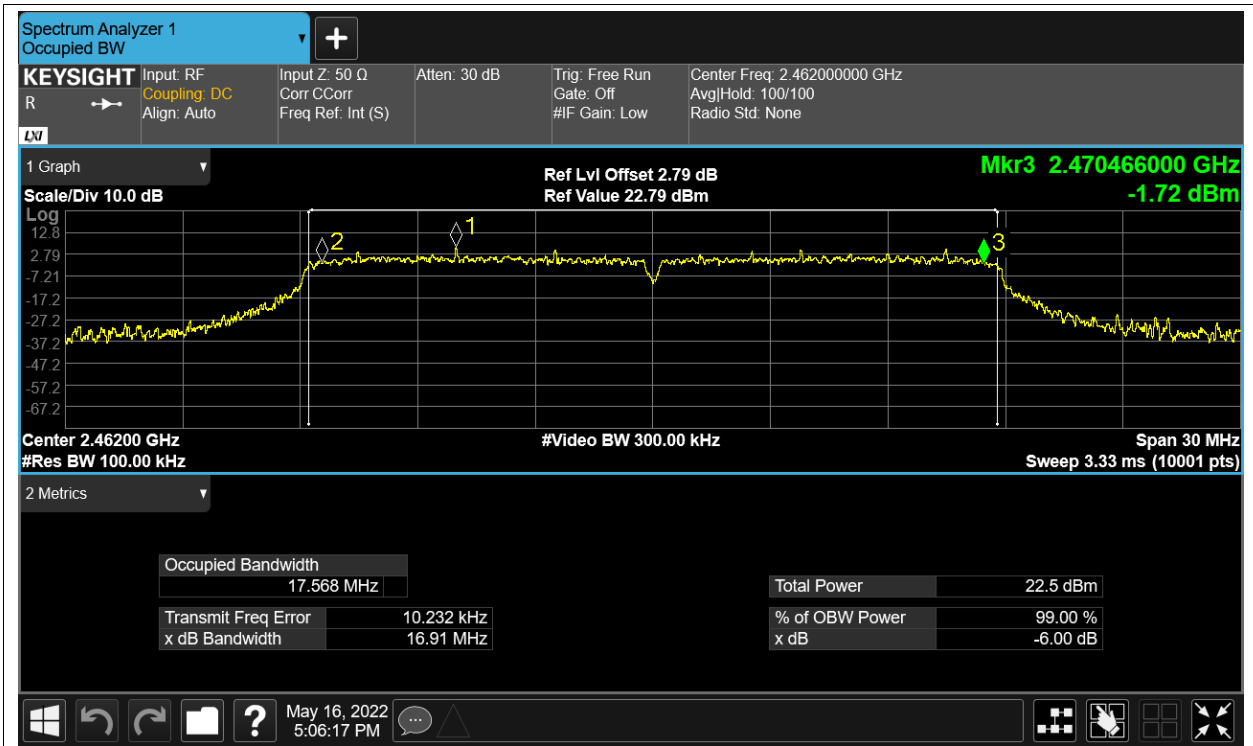 Spectrum Analyzer 1
Occupied BW
+
KEYSIGHT
R
LXI
Input: RF
Coupling: DC
Align: Auto
Input Z: 50 Ω
Corr CCorr
Freq Ref: Int (S)
Atten: 30 dB
Trig: Free Run
Gate: Off
#IF Gain: Low
Center Freq: 2.462000000 GHz
Avg|Hold: 100/100
Radio Std: None
1 Graph
Scale/Div 10.0 dB
Ref Lvl Offset 2.79 dB
Ref Value 22.79 dBm
Mkr3 2.470466000 GHz
-1.72 dBm
Log
12.8
2.79
-7.21
-17.2
-27.2
-37.2
-47.2
-57.2
-67.2
2
1
3
Center 2.46200 GHz
#Video BW 300.00 kHz
Span 30 MHz
#Res BW 100.00 kHz
Sweep 3.33 ms (10001 pts)
2 Metrics
Occupied Bandwidth
17.568 MHz
Transmit Freq Error 10.232 kHz
x dB Bandwidth 16.91 MHz
Total Power 22.5 dBm
% of OBW Power 99.00 %
x dB -6.00 dB
?
May 16, 2022
5:06:17 PM